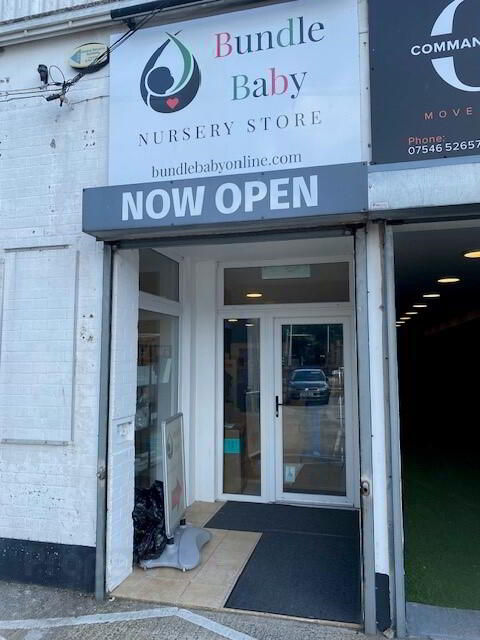 Bundle
Baby
NURSERY STORE
bundlebabyonline.com
NOW OPEN
COMMAN
MOVE
Phone:
07546 52657